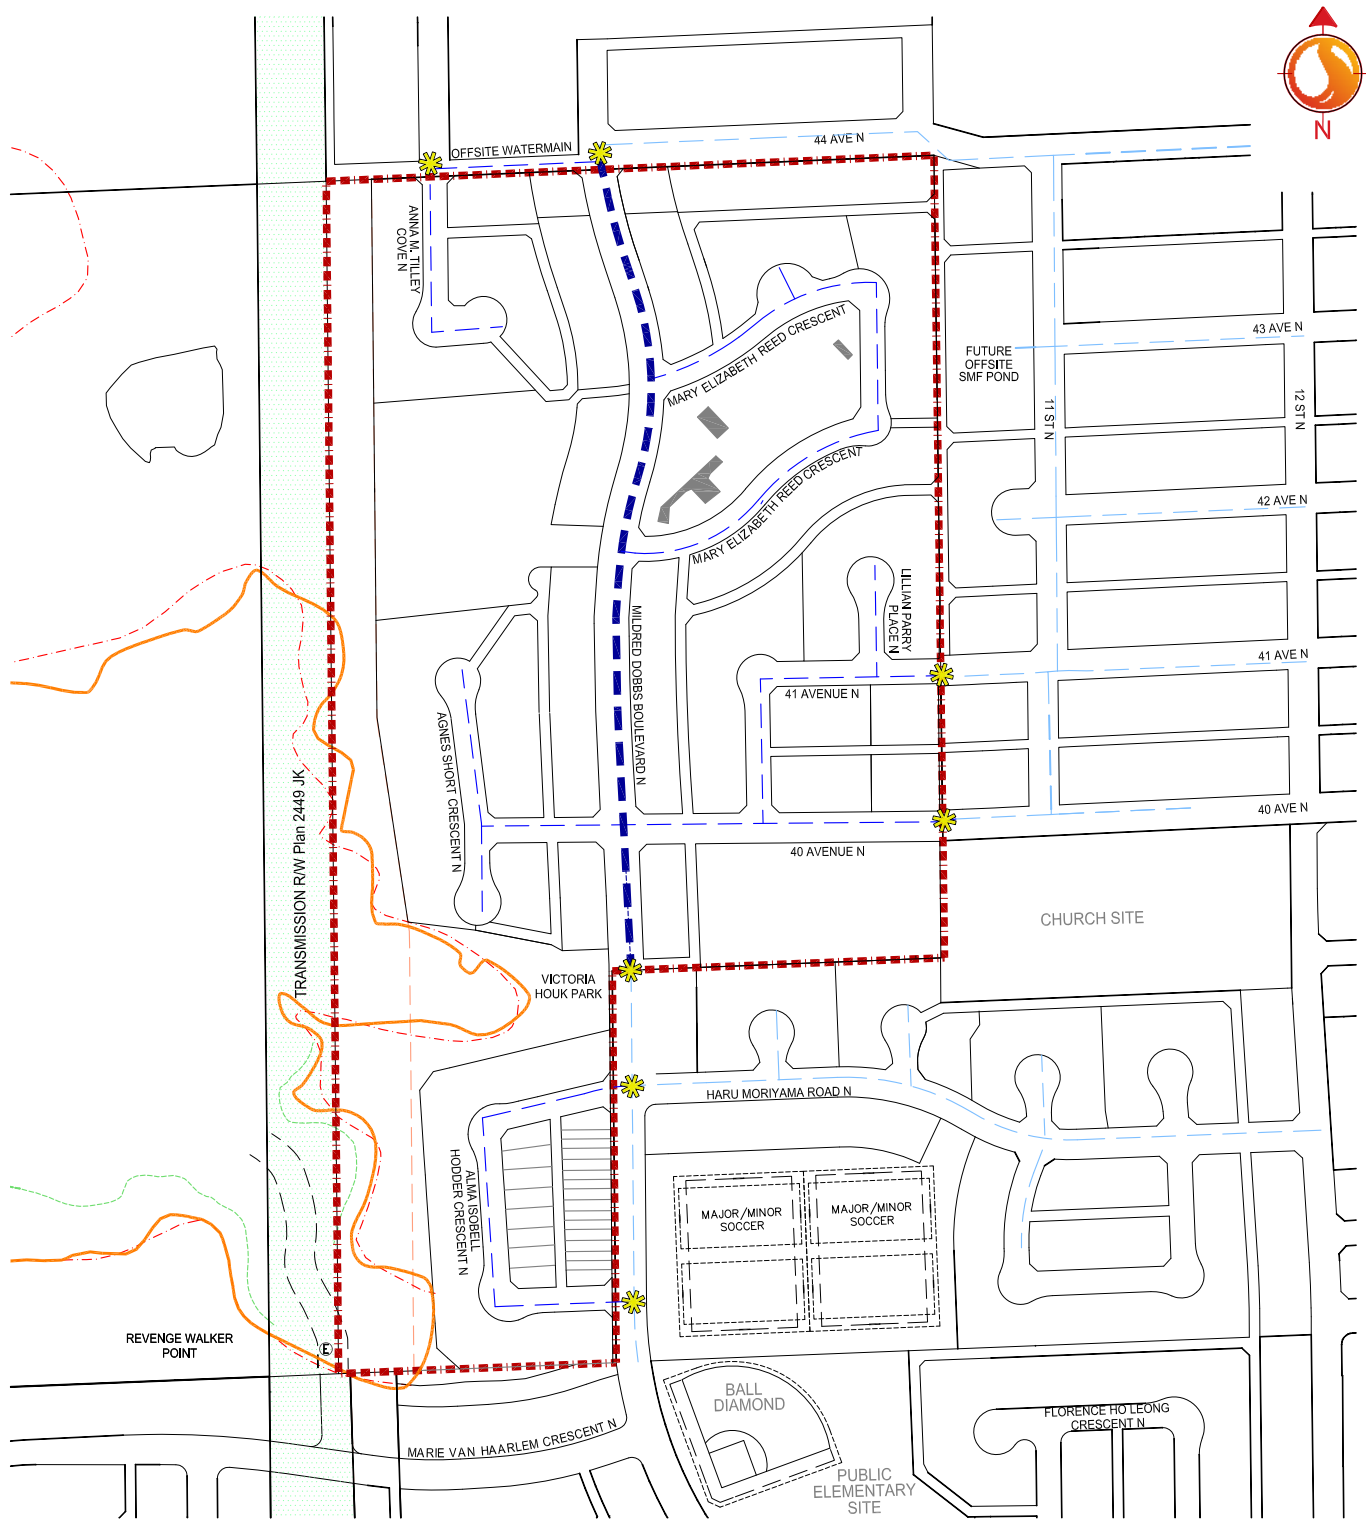 44 AVE N
OFFSITE WATERMAIN
N
ANNA M. TILLEY
COVE N
MARY ELIZABETH REED CRESCENT
43 AVE N
FUTURE
OFFSITE
SMF POND
11 ST N
12 ST N
MARY ELIZABETH REED CRESCENT
42 AVE N
LILLIAN PARRY
PLACE N
MILDRED DOBBS BOULEVARD N
41 AVE N
41 AVENUE N
AGNES SHORT CRESCENT N
TRANSMISSION R/W Plan 2449 JK
40 AVE N
40 AVENUE N
CHURCH SITE
VICTORIA
HOUK PARK
HARU MORIYAMA ROAD N
ALMA ISOBELL
HODDER CRESCENT N
MAJOR/MINOR
SOCCER
MAJOR/MINOR
SOCCER
REVENGE WALKER
POINT
E
BALL
DIAMOND
FLORENCE HO LEONG
CRESCENT N
MARIE VAN HAARLEM CRESCENT N
PUBLIC
ELEMENTARY
SITE